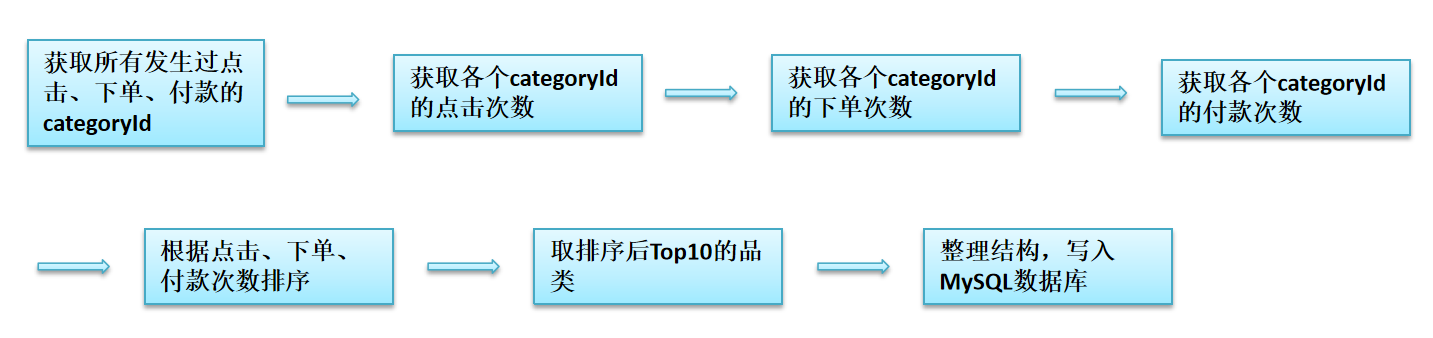 获取所有发生过点
击、下单、付款的
categoryId
获取各个categoryId
的点击次数
获取各个categoryId
的下单次数
获取各个categoryId
的付款次数
根据点击、下单、
付款次数排序
取排序后Top10的品
类
整理结构，写入
MySQL数据库